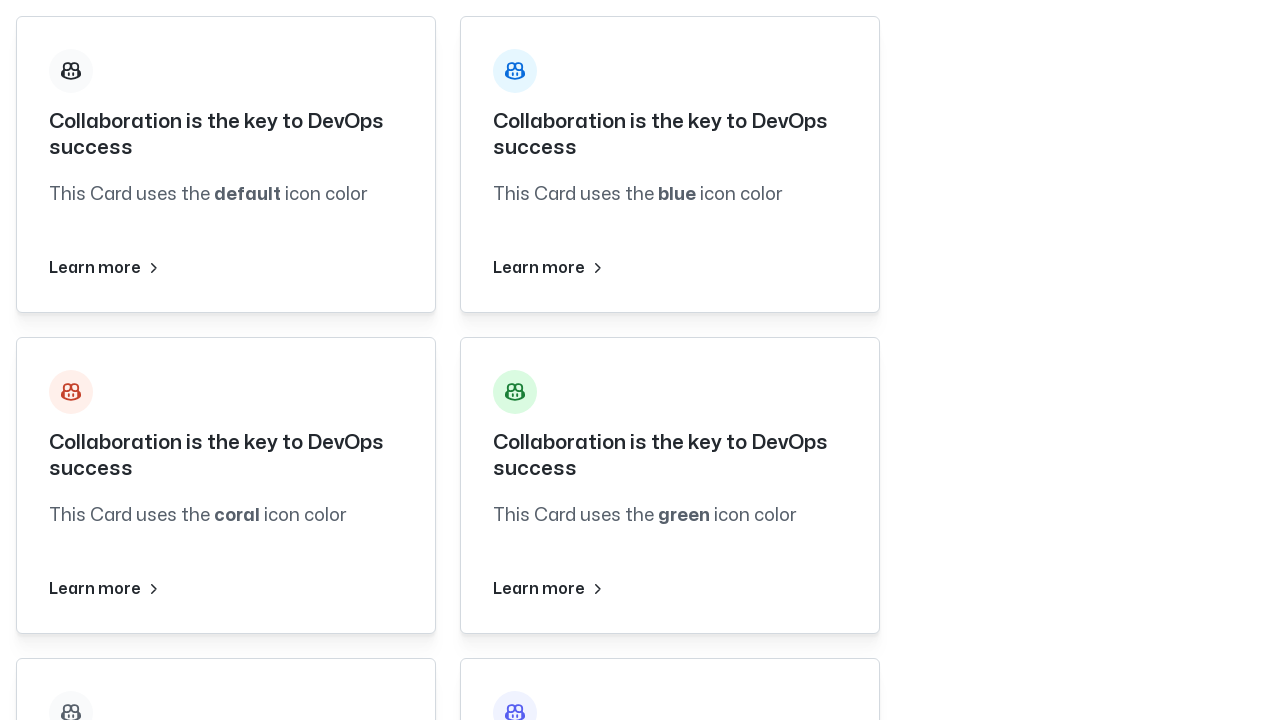 Collaboration is the key to DevOps
success
This Card uses the default icon color
Learn more
Collaboration is the key to DevOps
success
This Card uses the blue icon color
Learn more
Collaboration is the key to DevOps
success
This Card uses the coral icon color
Learn more
Collaboration is the key to DevOps
success
This Card uses the green icon color
Learn more